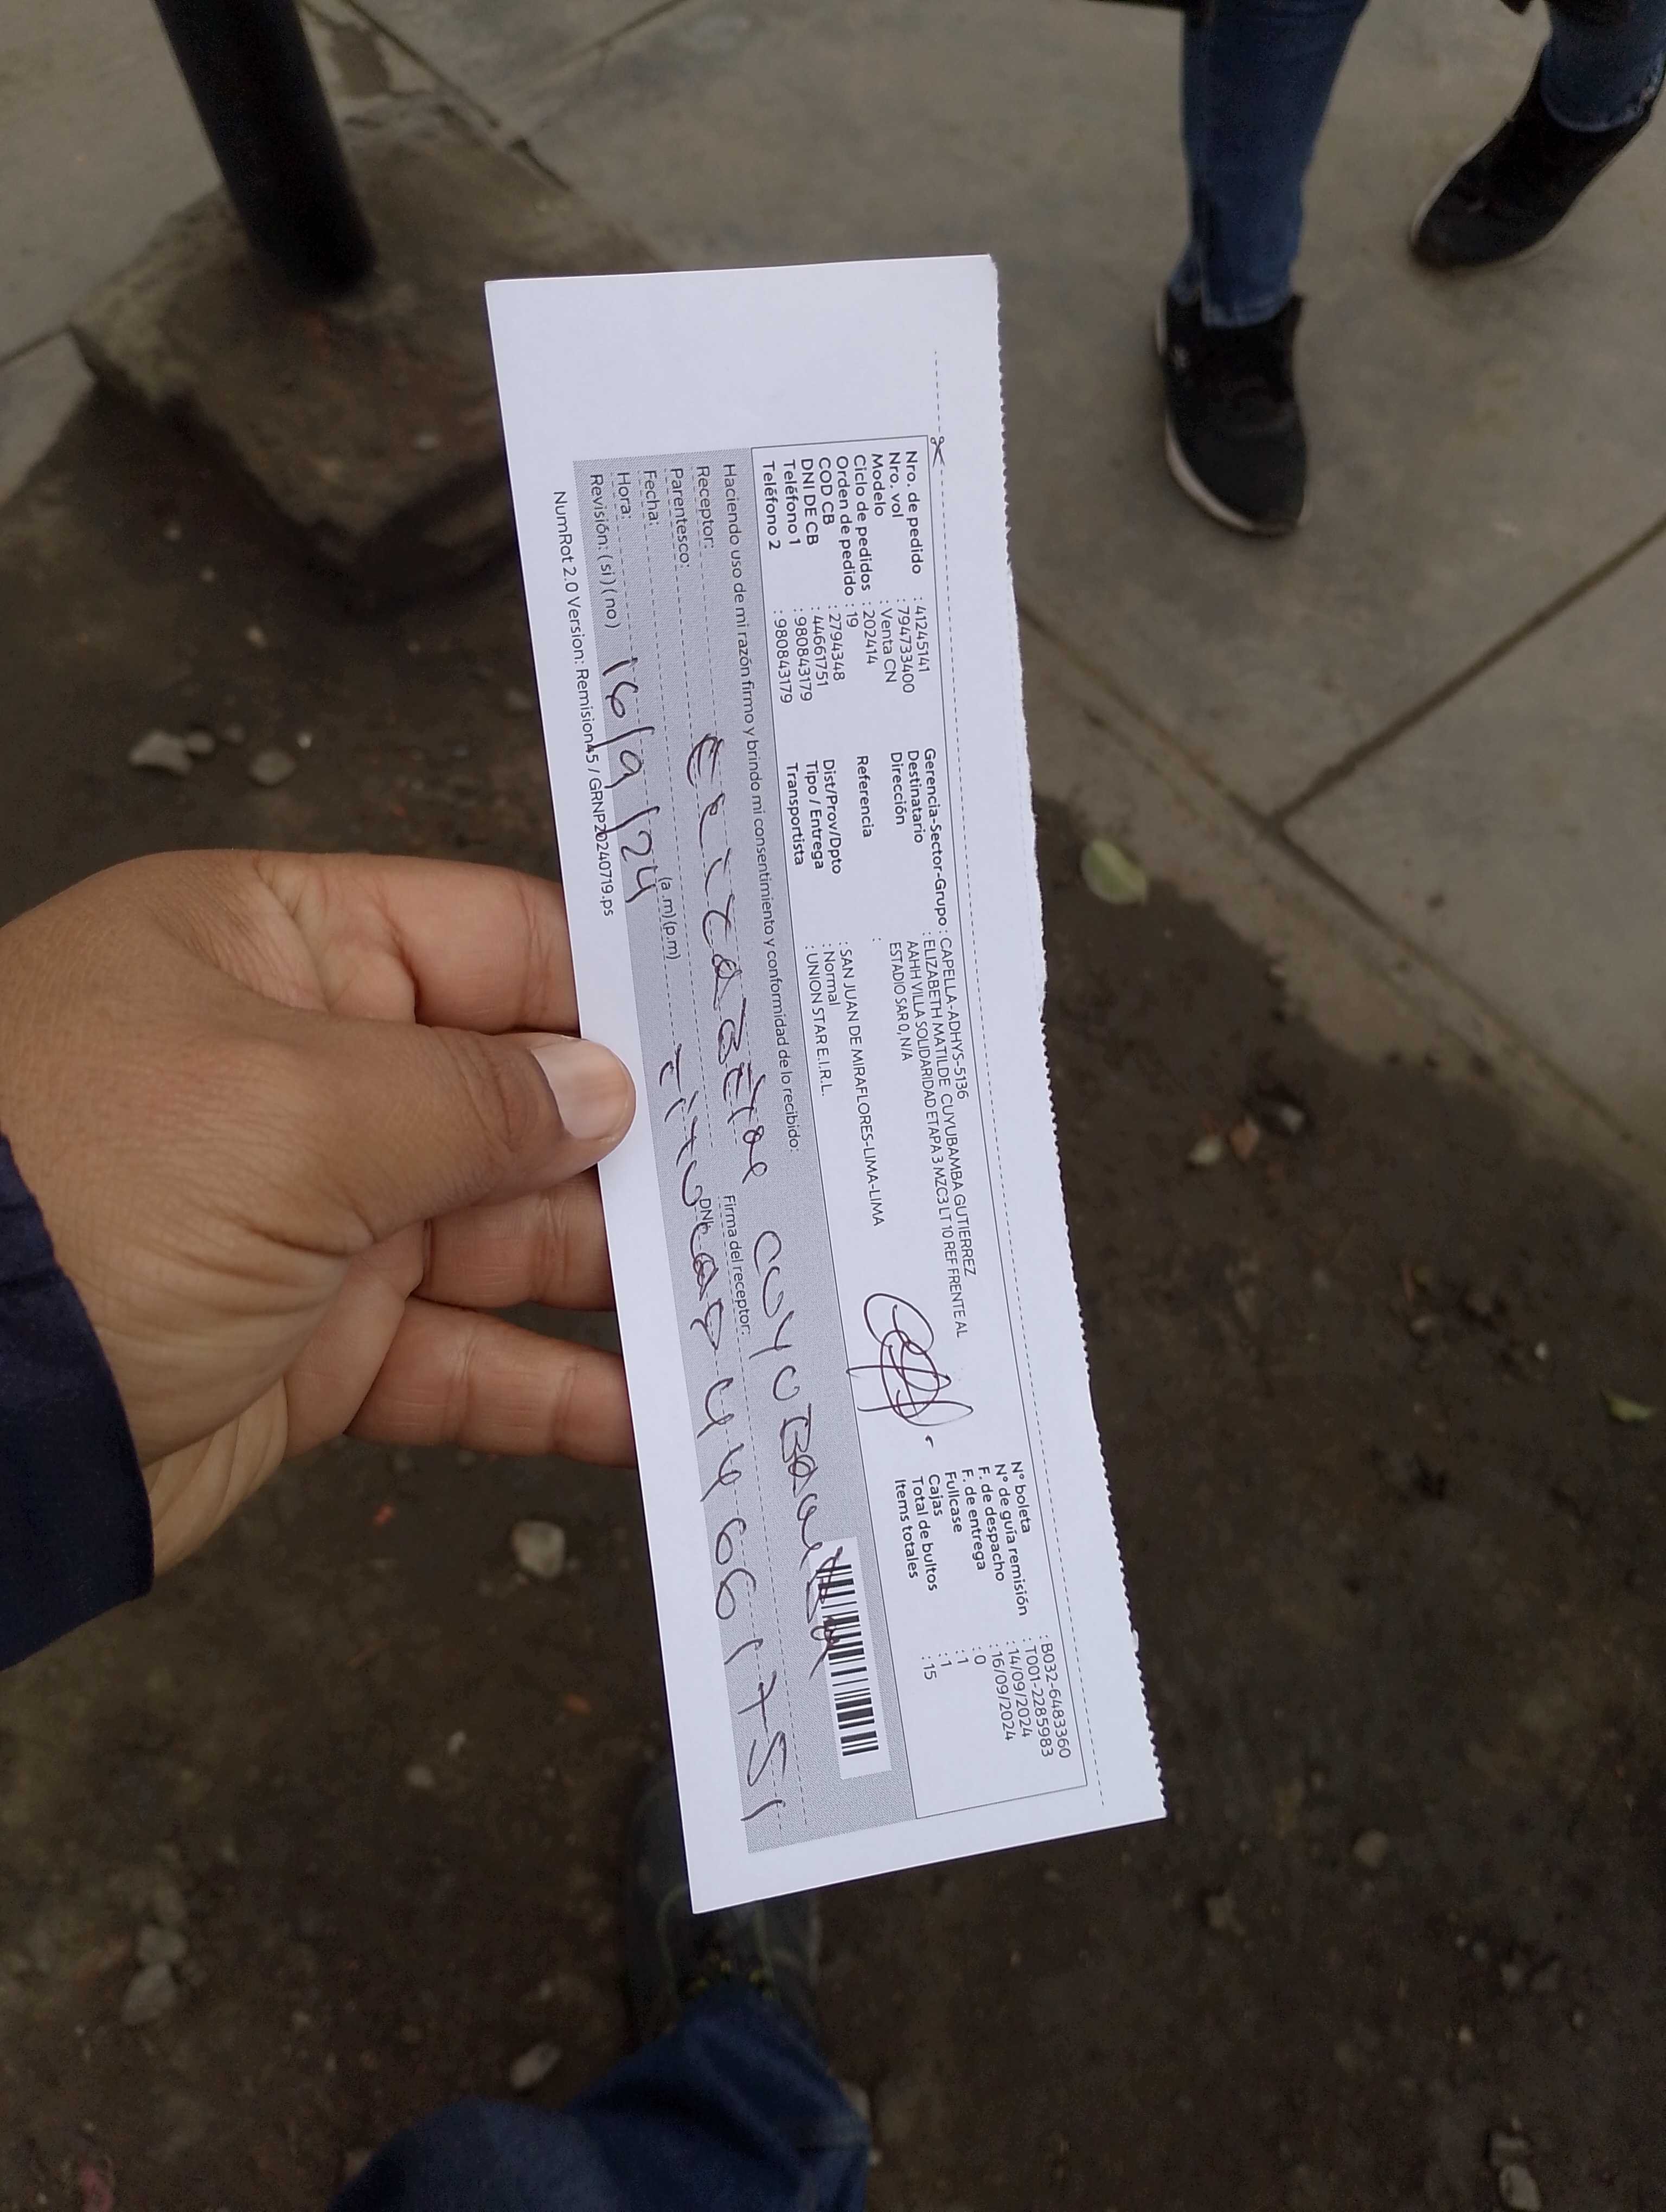 Nro. de pedido : 41245141
Nro. vol : 794733400
Modelo : Venta CN
Ciclo de pedidos : 202414
Orden de pedido : 19
COD CB : 2794348
DNI DE CB : 44661751
Teléfono 1 : 980843179
Teléfono 2 : 980843179
Gerencia-Sector-Grupo : CAPELLA-ADHYS-5136
Destinatario : ELIZABETH MATILDE CUYUBAMBA GUTIERREZ
Dirección : AAHH VILLA SOLIDARIDAD ETAPA 3 MZC3 LT 10 REF FRENTE AL
ESTADIO SAR 0, N/A
Referencia :
Dist/Prov/Dpto : SAN JUAN DE MIRAFLORES-LIMA-LIMA
Tipo / Entrega : Normal
Transportista : UNION STAR E.I.R.L.
N° boleta : B032-6483360
N° de guía remisión : T001-2285983
F. de despacho : 14/09/2024
F. de entrega : 16/09/2024
Fullcase : 0
Cajas : 1
Total de bultos : 1
Items totales : 15
Haciendo uso de mi razón firmo y brindo mi consentimiento y conformidad de lo recibido:
Receptor:
Parentesco: Firma del receptor:
Fecha: DNI: 44661751
Hora: (a.m)(p.m)
16/9/24
Revisión: ( si ) ( no )
NumRot 2.0 Version: Remision45 / GRNP20240719.ps